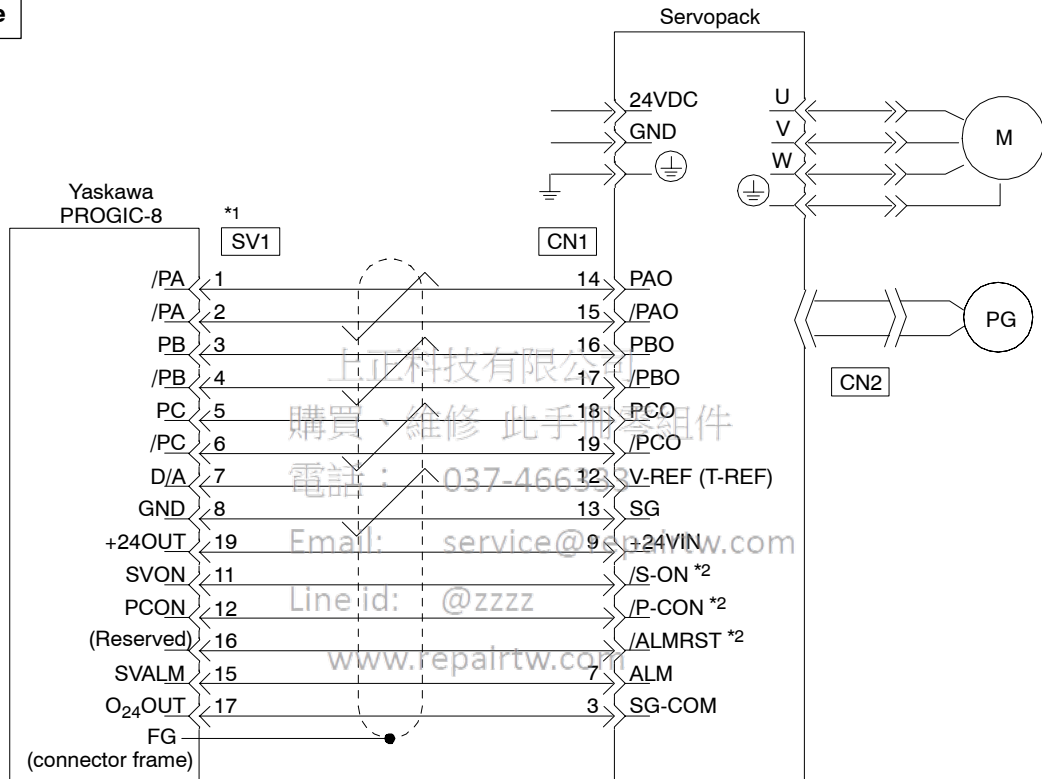 e
Servopack
24VDC
GND
U
V
W
M
Yaskawa
PROGIC-8
*1
SV1
CN1
/PA 1 14 PAO
/PA 2 15 /PAO
PB 3 16 PBO
/PB 4 17 /PBO
PC 5 18 PCO
/PC 6 19 /PCO
D/A 7 12 V-REF (T-REF)
GND 8 13 SG
+24OUT 19 9 +24VIN
SVON 11 /S-ON *2
PCON 12 /P-CON *2
(Reserved) 16 /ALMRST *2
SVALM 15 7 ALM
O24OUT 17 3 SG-COM
FG
(connector frame)
PG
CN2
上正科技有限公司
購買、維修 此手冊零組件
電話： 037-466333
Email: service@repairtw.com
Line id: @zzzz
www.repairtw.com